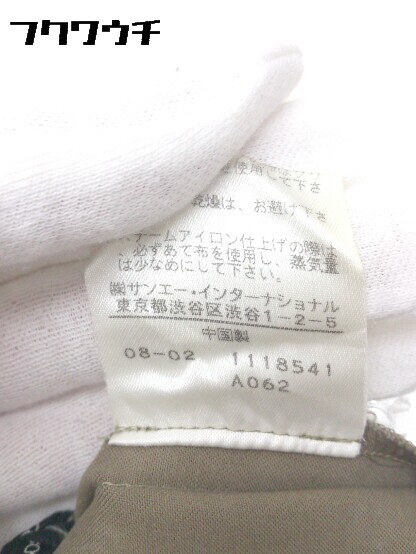 フクワウチ
を使用して下さ
乾燥は、お避け下
スチームアイロン仕上げの際は
必ずあて布を使用し、蒸気量
は少なめにして下さい。
㈱サンエー・インターナショナル
東京都渋谷区渋谷1-2-5
中国製
08-02 1118541
A062